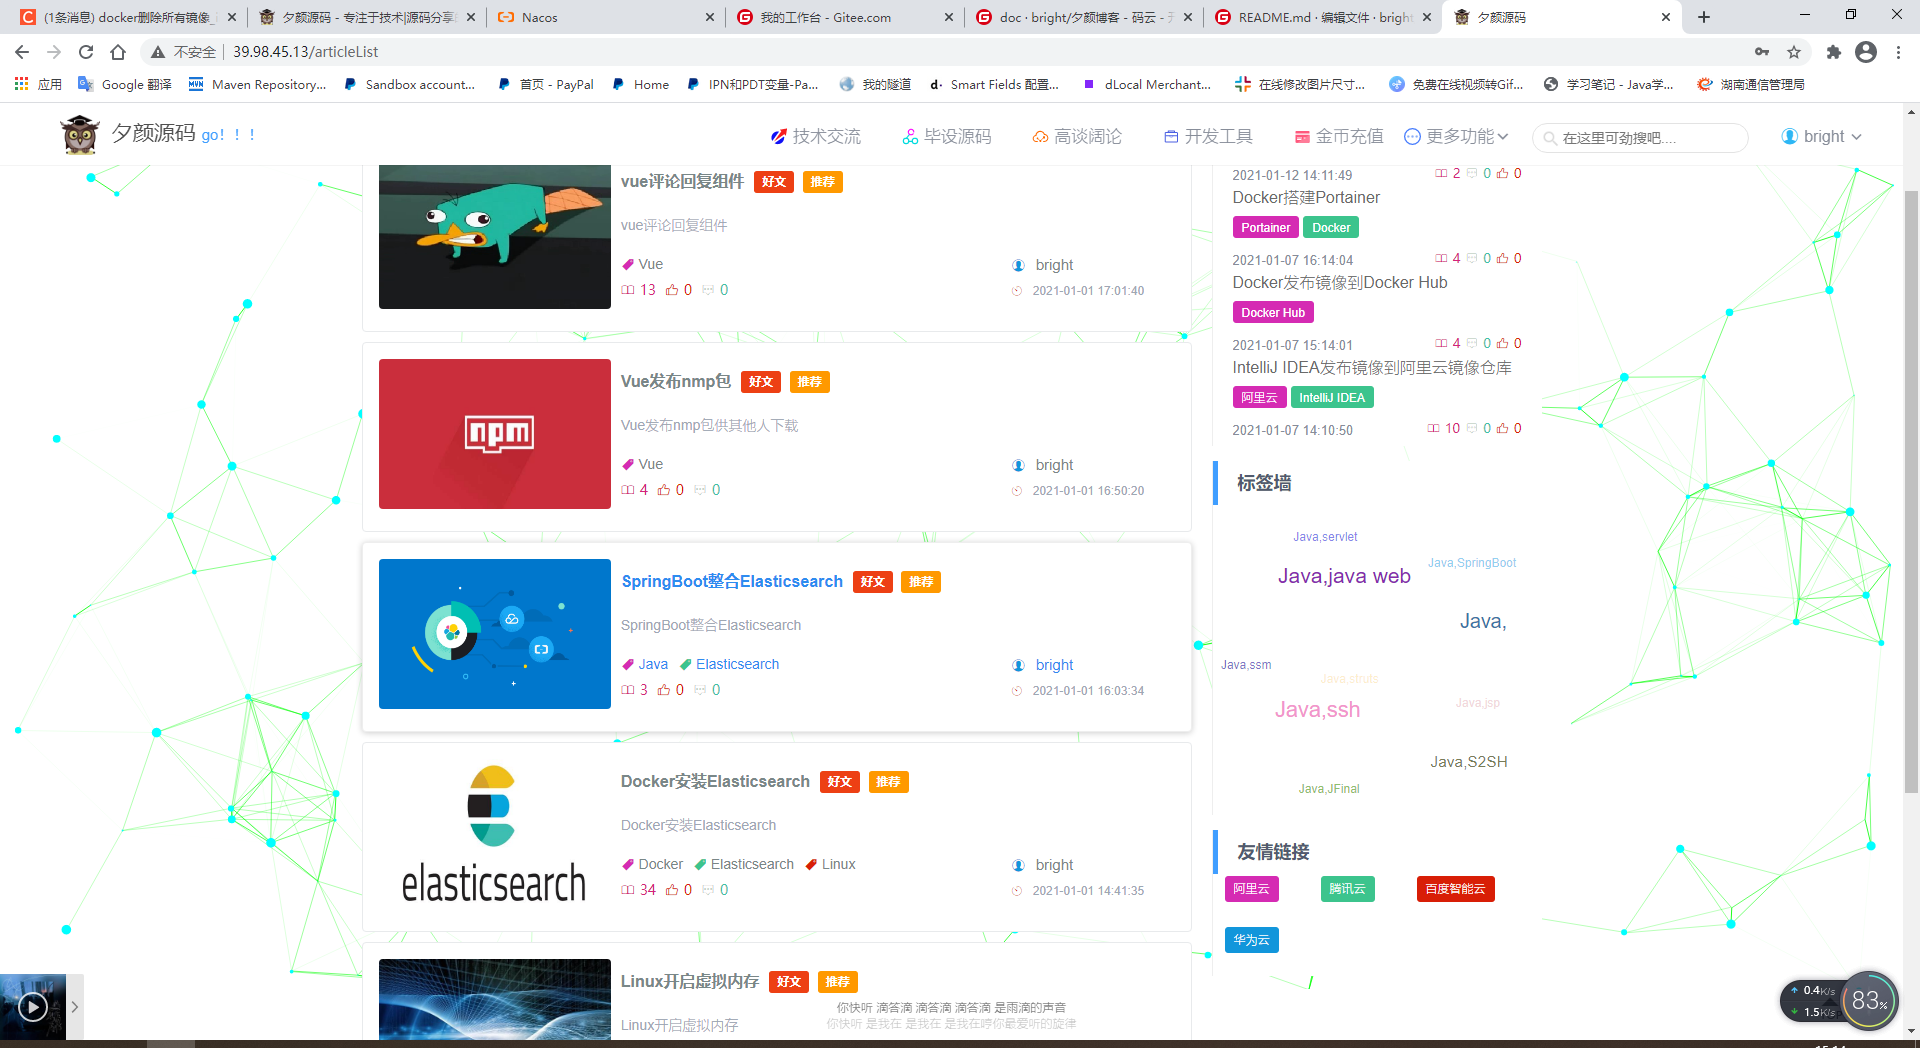 (1条消息) docker删除所有镜像_
夕颜源码 - 专注于技术|源码分享
Nacos
我的工作台 - Gitee.com
doc · bright/夕颜博客 - 码云 -
README.md · 编辑文件 · bright
夕颜源码
不安全
39.98.45.13/articleList
应用
Google 翻译
Maven Repository...
Sandbox account...
首页 - PayPal
Home
IPN和PDT变量-Pa...
我的隧道
d· Smart Fields 配置...
dLocal Merchant...
在线修改图片尺寸...
免费在线视频转Gif...
学习笔记 - Java学...
湖南通信管理局
夕颜源码 go! ! !
技术交流
毕设源码
高谈阔论
开发工具
金币充值
更多功能
在这里可劲搜吧....
bright
vue评论回复组件 好文 推荐
vue评论回复组件
Vue
bright
13 0 0
2021-01-01 17:01:40
npm
Vue发布nmp包 好文 推荐
Vue发布nmp包供其他人下载
Vue
bright
4 0 0
2021-01-01 16:50:20
SpringBoot整合Elasticsearch 好文 推荐
SpringBoot整合Elasticsearch
Java Elasticsearch
bright
3 0 0
2021-01-01 16:03:34
elasticsearch
Docker安装Elasticsearch 好文 推荐
Docker安装Elasticsearch
Docker Elasticsearch Linux
bright
34 0 0
2021-01-01 14:41:35
Linux开启虚拟内存 好文 推荐
Linux开启虚拟内存
你快听 滴答滴 滴答滴 滴答滴 是雨滴的声音
你快听 是我在 是我在 是我在哼你最爱听的旋律
2021-01-12 14:11:49 2 0 0
Docker搭建Portainer
Portainer Docker
2021-01-07 16:14:04 4 0 0
Docker发布镜像到Docker Hub
Docker Hub
2021-01-07 15:14:01 4 0 0
IntelliJ IDEA发布镜像到阿里云镜像仓库
阿里云 IntelliJ IDEA
2021-01-07 14:10:50 10 0 0
标签墙
Java,servlet
Java,SpringBoot
Java,java web
Java,
Java,ssm
Java,struts
Java,jsp
Java,ssh
Java,S2SH
Java,JFinal
友情链接
阿里云 腾讯云 百度智能云
华为云
0.4K/s
1.5K/s
83%